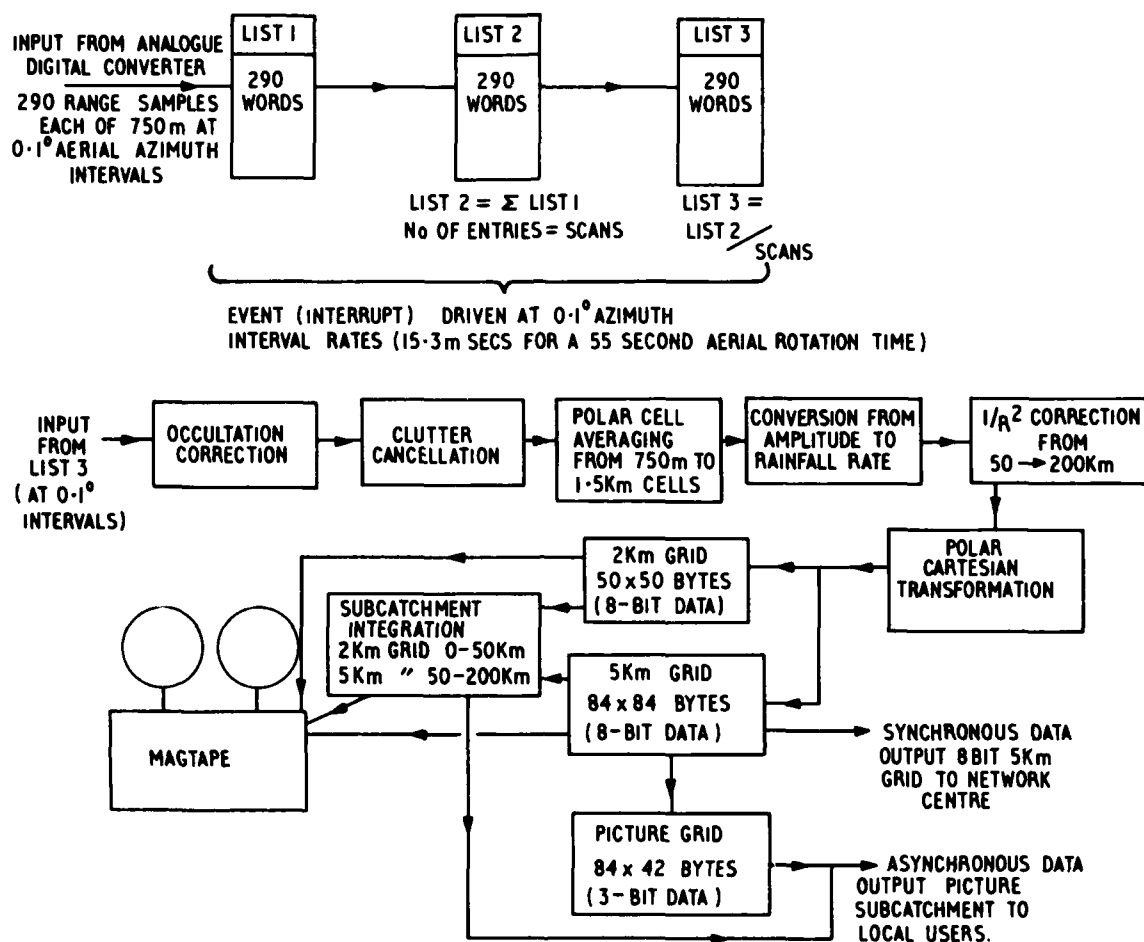 INPUT FROM ANALOGUE
DIGITAL CONVERTER
290 RANGE SAMPLES
EACH OF 750m AT
0·1° AERIAL AZIMUTH
INTERVALS
LIST 1
290
WORDS
LIST 2
290
WORDS
LIST 3
290
WORDS
LIST 2 = Σ LIST 1
No OF ENTRIES = SCANS
LIST 3 =
LIST 2 / SCANS
EVENT (INTERRUPT) DRIVEN AT 0·1° AZIMUTH
INTERVAL RATES (15·3m SECS FOR A 55 SECOND AERIAL ROTATION TIME)
INPUT
FROM
LIST 3
(AT 0·1°
INTERVALS)
OCCULTATION
CORRECTION
CLUTTER
CANCELLATION
POLAR CELL
AVERAGING
FROM 750m TO
1·5Km CELLS
CONVERSION FROM
AMPLITUDE TO
RAINFALL RATE
1/R² CORRECTION
FROM
50 → 200Km
POLAR
CARTESIAN
TRANSFORMATION
2Km GRID
50 x 50 BYTES
(8-BIT DATA)
SUBCATCHMENT
INTEGRATION
2Km GRID 0-50Km
5Km " 50-200Km
5Km GRID
84 x 84 BYTES
(8-BIT DATA)
MAGTAPE
SYNCHRONOUS DATA
OUTPUT 8BIT 5Km
GRID TO NETWORK
CENTRE
PICTURE GRID
84 x 42 BYTES
(3-BIT DATA)
ASYNCHRONOUS DATA
OUTPUT PICTURE
SUBCATCHMENT TO
LOCAL USERS.